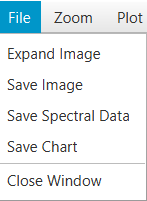 File Zoom Plot
Expand Image
Save Image
Save Spectral Data
Save Chart
Close Window